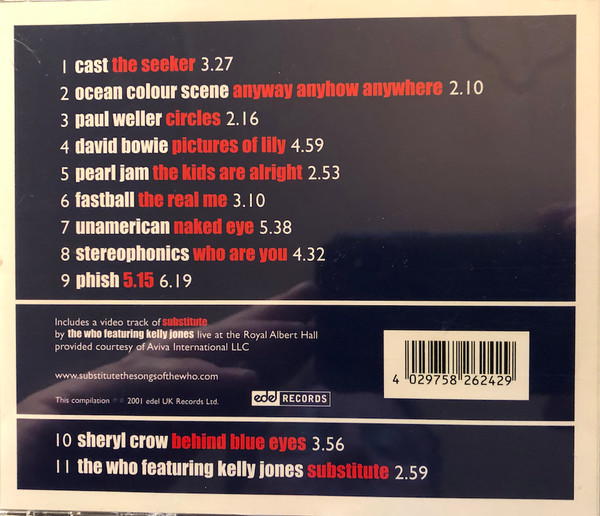 1 cast the seeker 3.27
2 ocean colour scene anyway anyhow anywhere 2.10
3 paul weller circles 2.16
4 david bowie pictures of lily 4.59
5 pearl jam the kids are alright 2.53
6 fastball the real me 3.10
7 unamerican naked eye 5.38
8 stereophonics who are you 4.32
9 phish 5.15 6.19
Includes a video track of substitute
by the who featuring kelly jones live at the Royal Albert Hall
provided courtesy of Aviva International LLC
www.substitutethesongsofthewho.com
This compilation 2001 edel UK Records Ltd.
edel RECORDS
4 029758 262429
10 sheryl crow behind blue eyes 3.56
11 the who featuring kelly jones substitute 2.59